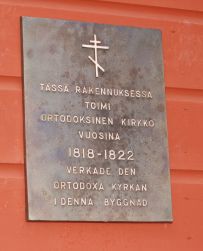 TÄSSÄ RAKENNUKSESSA
TOIMI
ORTODOKSINEN KIRKKO
VUOSINA
1818-1822
VERKADE DEN
ORTODOXA KYRKAN
I DENNA BYGGNAD